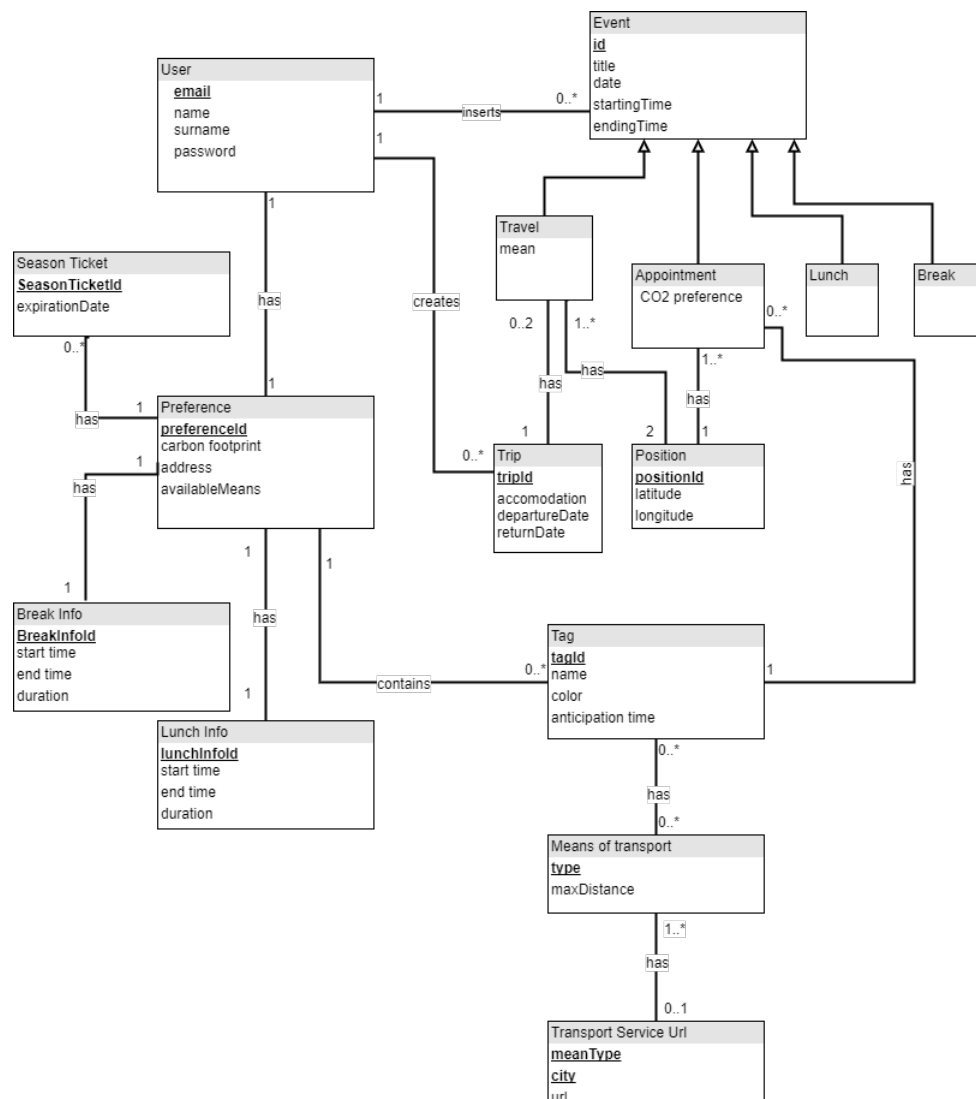 Event
id
title
date
startingTime
endingTime
User
email
name
surname
password
1
0..*
inserts
1
1
Travel
mean
Season Ticket
SeasonTicketId
expirationDate
Appointment
CO2 preference
Lunch
Break
has
creates
0..*
0..2
1..*
0..*
1..*
has
has
has
1
1
has
Preference
preferenceId
carbon footprint
address
availableMeans
1
has
0..*
1
2
1
Trip
tripId
accomodation
departureDate
returnDate
Position
positionId
latitude
longitude
has
1
1
1
has
Break Info
BreakInfoId
start time
end time
duration
Tag
tagId
name
color
anticipation time
0..*
1
contains
1
Lunch Info
lunchInfoId
start time
end time
duration
0..*
has
0..*
Means of transport
type
maxDistance
1..*
has
0..1
Transport Service Url
meanType
city
url